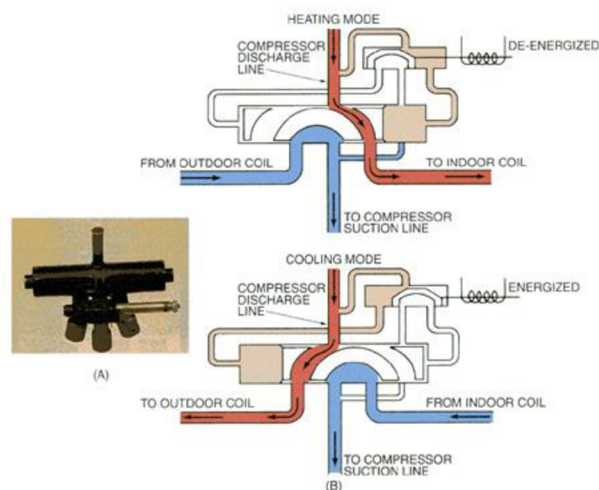 HEATING MODE
COMPRESSOR
DISCHARGE
LINE
DE-ENERGIZED
FROM OUTDOOR COIL
TO INDOOR COIL
TO COMPRESSOR
SUCTION LINE
COOLING MODE
COMPRESSOR
DISCHARGE
LINE
ENERGIZED
(A)
TO OUTDOOR COIL
FROM INDOOR COIL
TO COMPRESSOR
SUCTION LINE
(B)